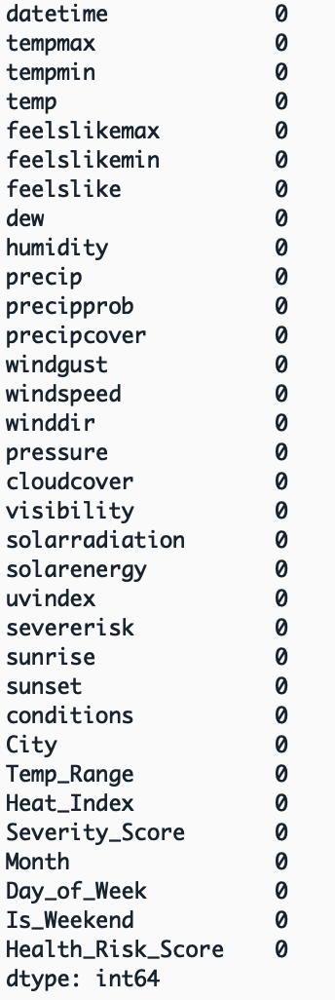 datetime 0
tempmax 0
tempmin 0
temp 0
feelslikemax 0
feelslikemin 0
feelslike 0
dew 0
humidity 0
precip 0
precipprob 0
precipcover 0
windgust 0
windspeed 0
winddir 0
pressure 0
cloudcover 0
visibility 0
solarradiation 0
solarenergy 0
uvindex 0
severerisk 0
sunrise 0
sunset 0
conditions 0
City 0
Temp_Range 0
Heat_Index 0
Severity_Score 0
Month 0
Day_of_Week 0
Is_Weekend 0
Health_Risk_Score 0
dtype: int64